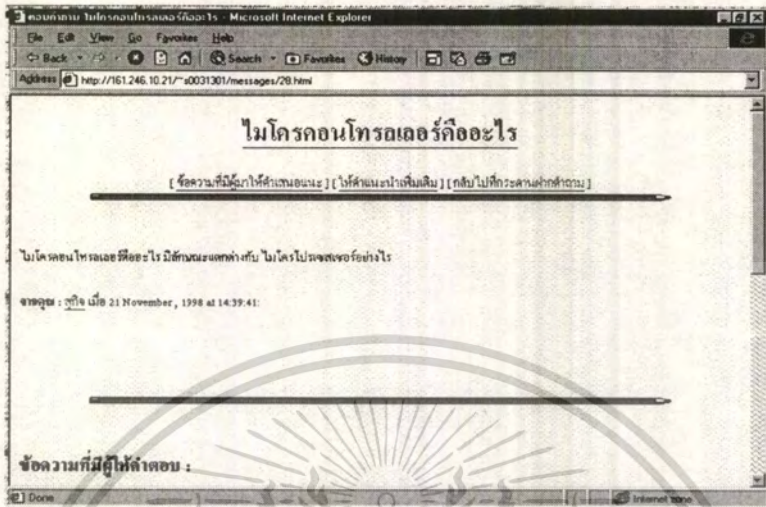 ตอบคำถาม ไมโครคอนโทรลเลอร์คืออะไร - Microsoft Internet Explorer
File Edit View Go Favorites Help
Back Search Favorites History
Address http://161.246.10.21/~s0031301/messages/28.html
ไมโครคอนโทรลเลอร์คืออะไร
[ ข้อความที่มีผู้มาให้คำเสนอแนะ ] [ ให้คำแนะนำเพิ่มเติม ] [ กลับไปที่กระดานฝากคำถาม ]
ไมโครคอนโทรลเลอร์คืออะไร มีลักษณะแตกต่างกับ ไมโครโปรเซสเซอร์อย่างไร
จากคุณ : สุกิจ เมื่อ 21 November, 1998 at 14:39:41:
ข้อความที่มีผู้ให้คำตอบ :
Done Internet zone